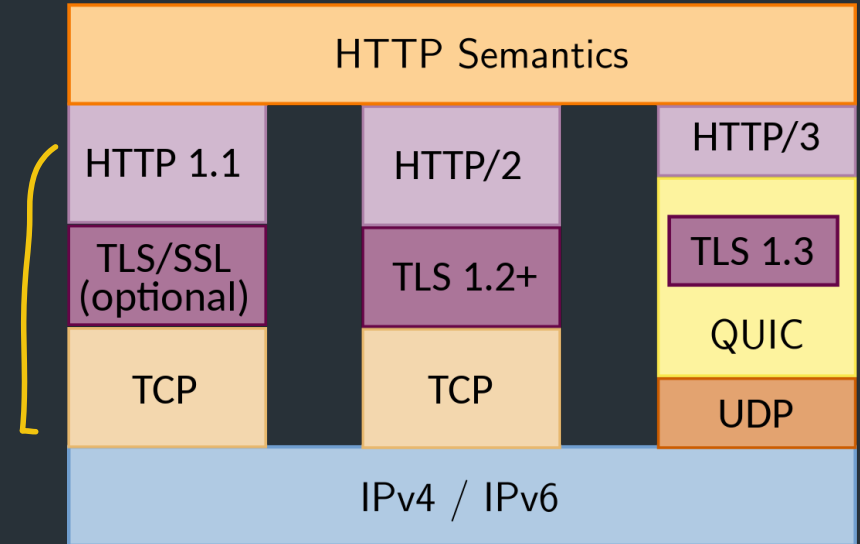 HTTP Semantics
HTTP 1.1
TLS/SSL
(optional)
TCP
HTTP/2
TLS 1.2+
TCP
HTTP/3
TLS 1.3
QUIC
UDP
IPv4 / IPv6